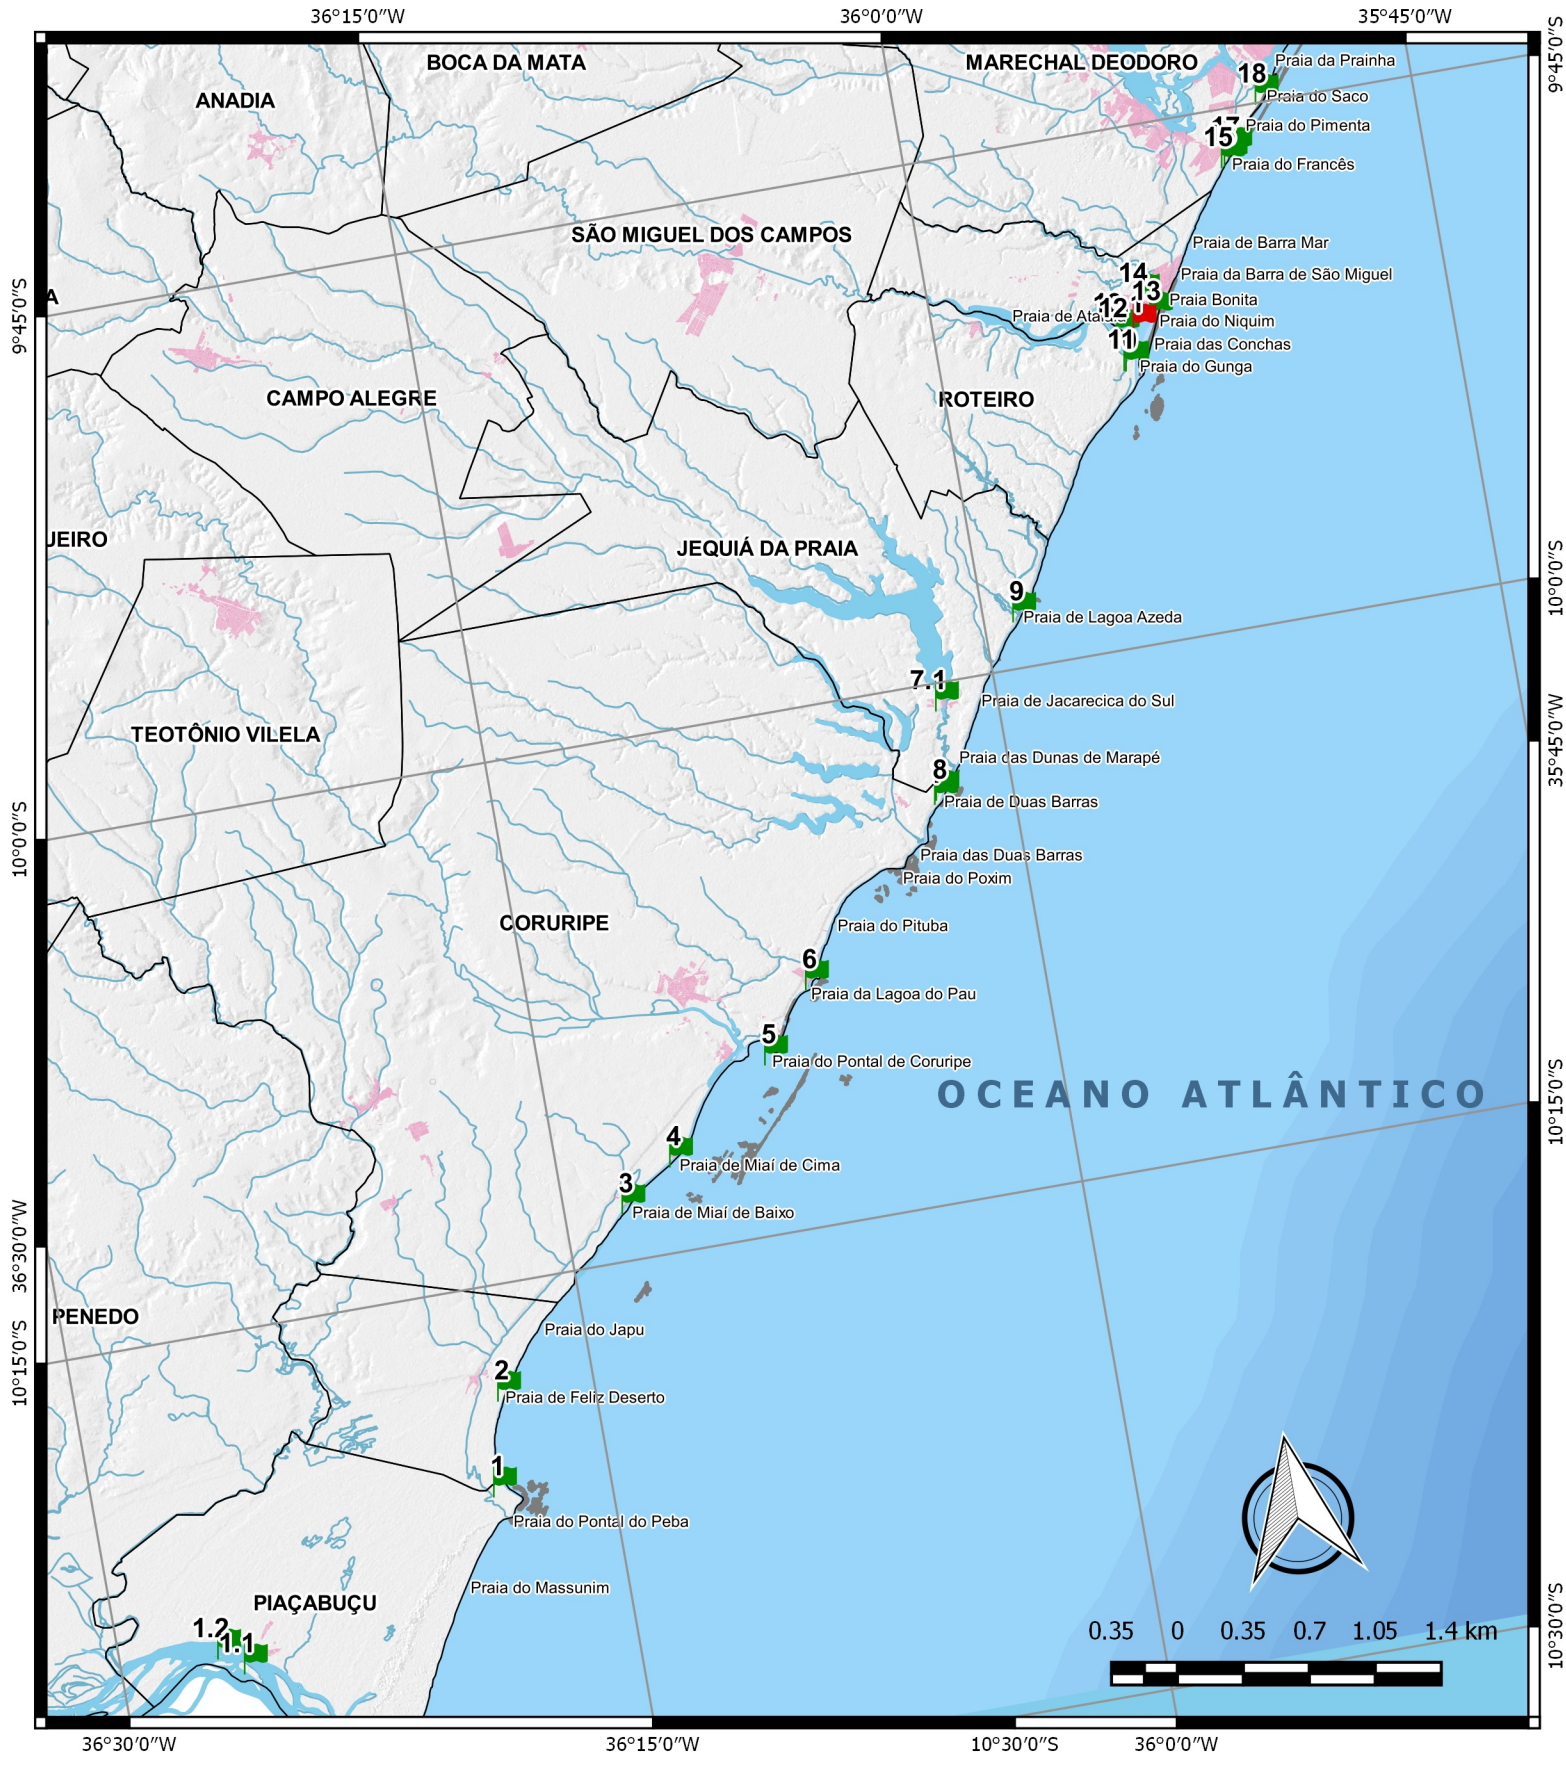 36°15′0″W
36°0′0″W
35°45′0″W
9°45′0″S
BOCA DA MATA
MARECHAL DEODORO
Praia da Prainha
18
Praia do Saco
ANADIA
17
Praia do Pimenta
15
Praia do Francês
SÃO MIGUEL DOS CAMPOS
Praia de Barra Mar
14
Praia da Barra de São Miguel
13
Praia Bonita
12
Praia de
Praia do Niquim
9°45′0″S
11
Praia das Conchas
Praia do Gunga
CAMPO ALEGRE
ROTEIRO
JEIRO
JEQUIÁ DA PRAIA
10°0′0″S
9
Praia de Lagoa Azeda
7.1
Praia de Jacarecica do Sul
TEOTÔNIO VILELA
35°45′0″W
Praia das Dunas de Marapé
8
Praia de Duas Barras
10°0′0″S
Praia das Duas Barras
Praia do Poxim
CORURIPE
Praia do Pituba
6
Praia da Lagoa do Pau
5
Praia do Pontal de Coruripe
OCEANO ATLÂNTICO
10°15′0″S
4
Praia de Miaí de Cima
3
Praia de Miaí de Baixo
36°30′0″W
PENEDO
Praia do Japu
10°15′0″S
2
Praia de Feliz Deserto
1
Praia do Pontal do Peba
Praia do Massunim
PIAÇABUÇU
1.2
1.1
0.35 0 0.35 0.7 1.05 1.4 km
10°30′0″S
36°30′0″W
36°15′0″W
10°30′0″S
36°0′0″W